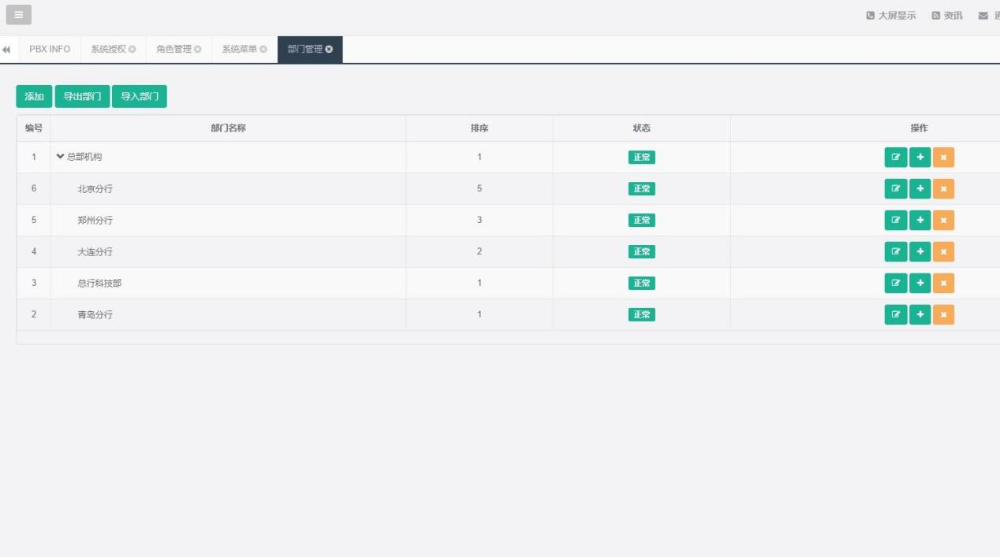 大屏显示 资讯
PBX INFO 系统授权 角色管理 系统菜单 部门管理
添加 导出部门 导入部门
编号 部门名称 排序 状态 操作
1 总部机构 1 正常
6 北京分行 5 正常
5 郑州分行 3 正常
4 大连分行 2 正常
3 总行科技部 1 正常
2 青岛分行 1 正常